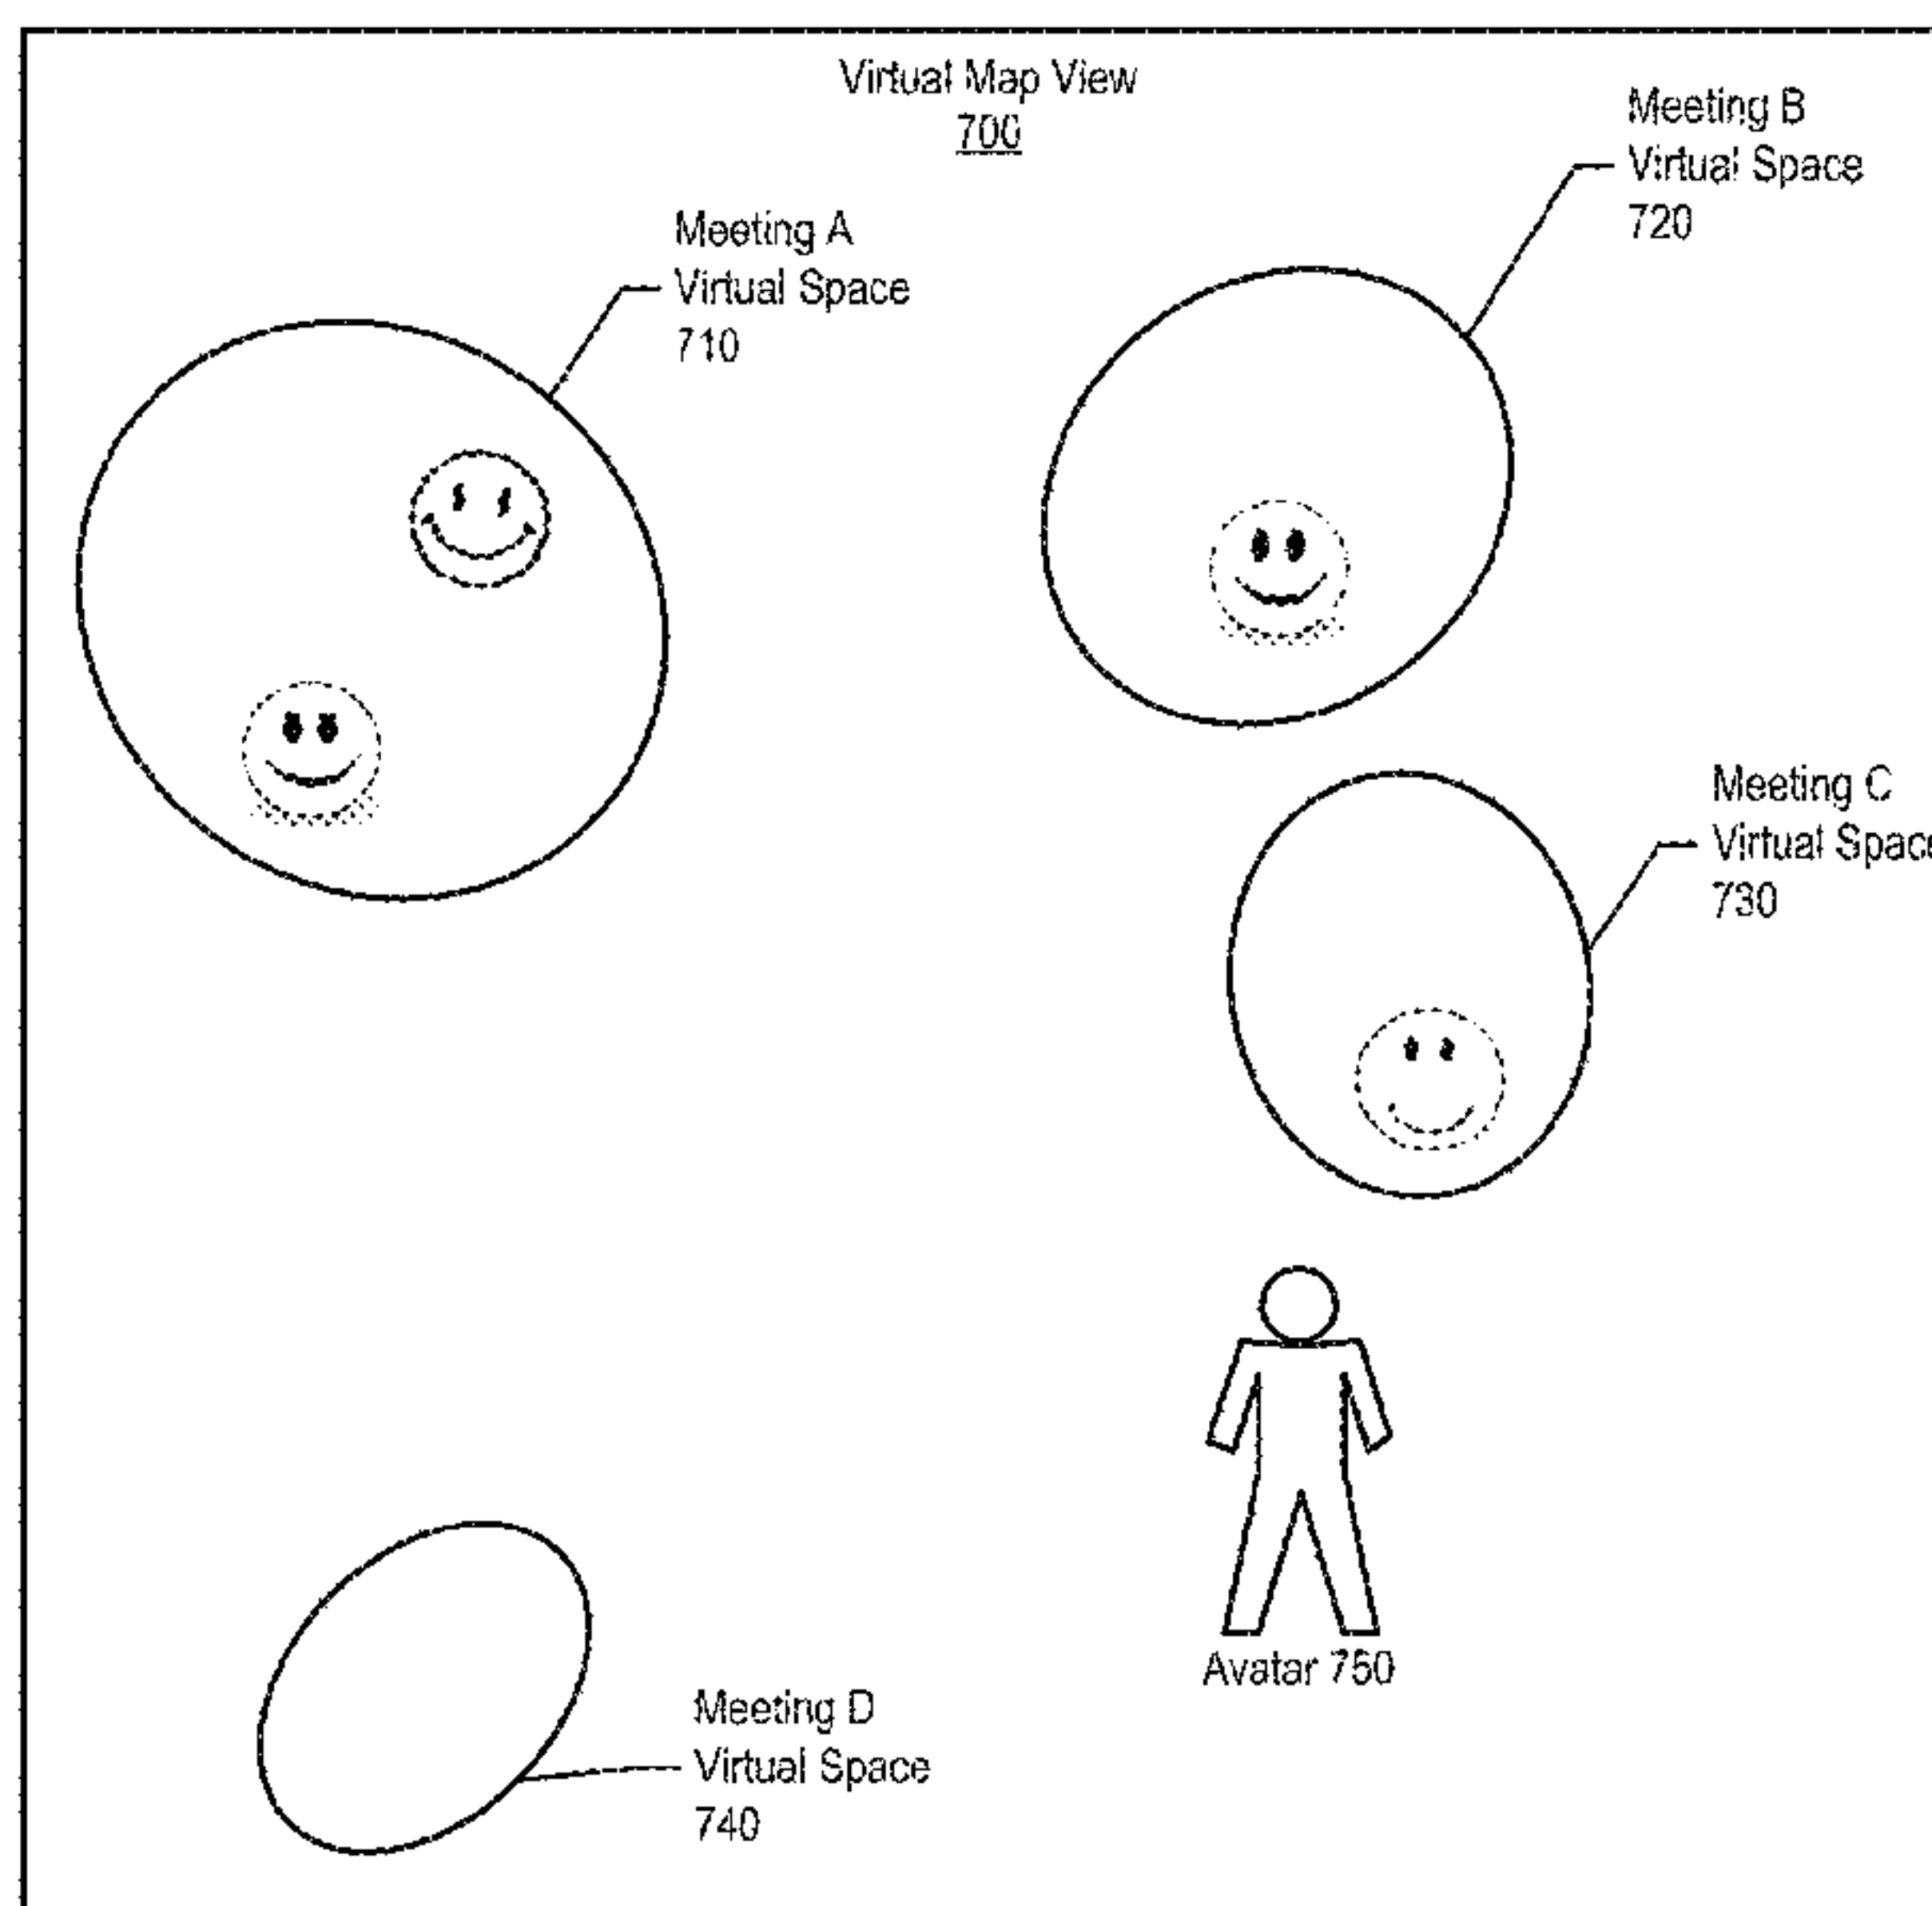 Virtual Map View
700
Meeting A
Virtual Space
710
Meeting B
Virtual Space
720
Meeting C
Virtual Space
730
Avatar 750
Meeting D
Virtual Space
740